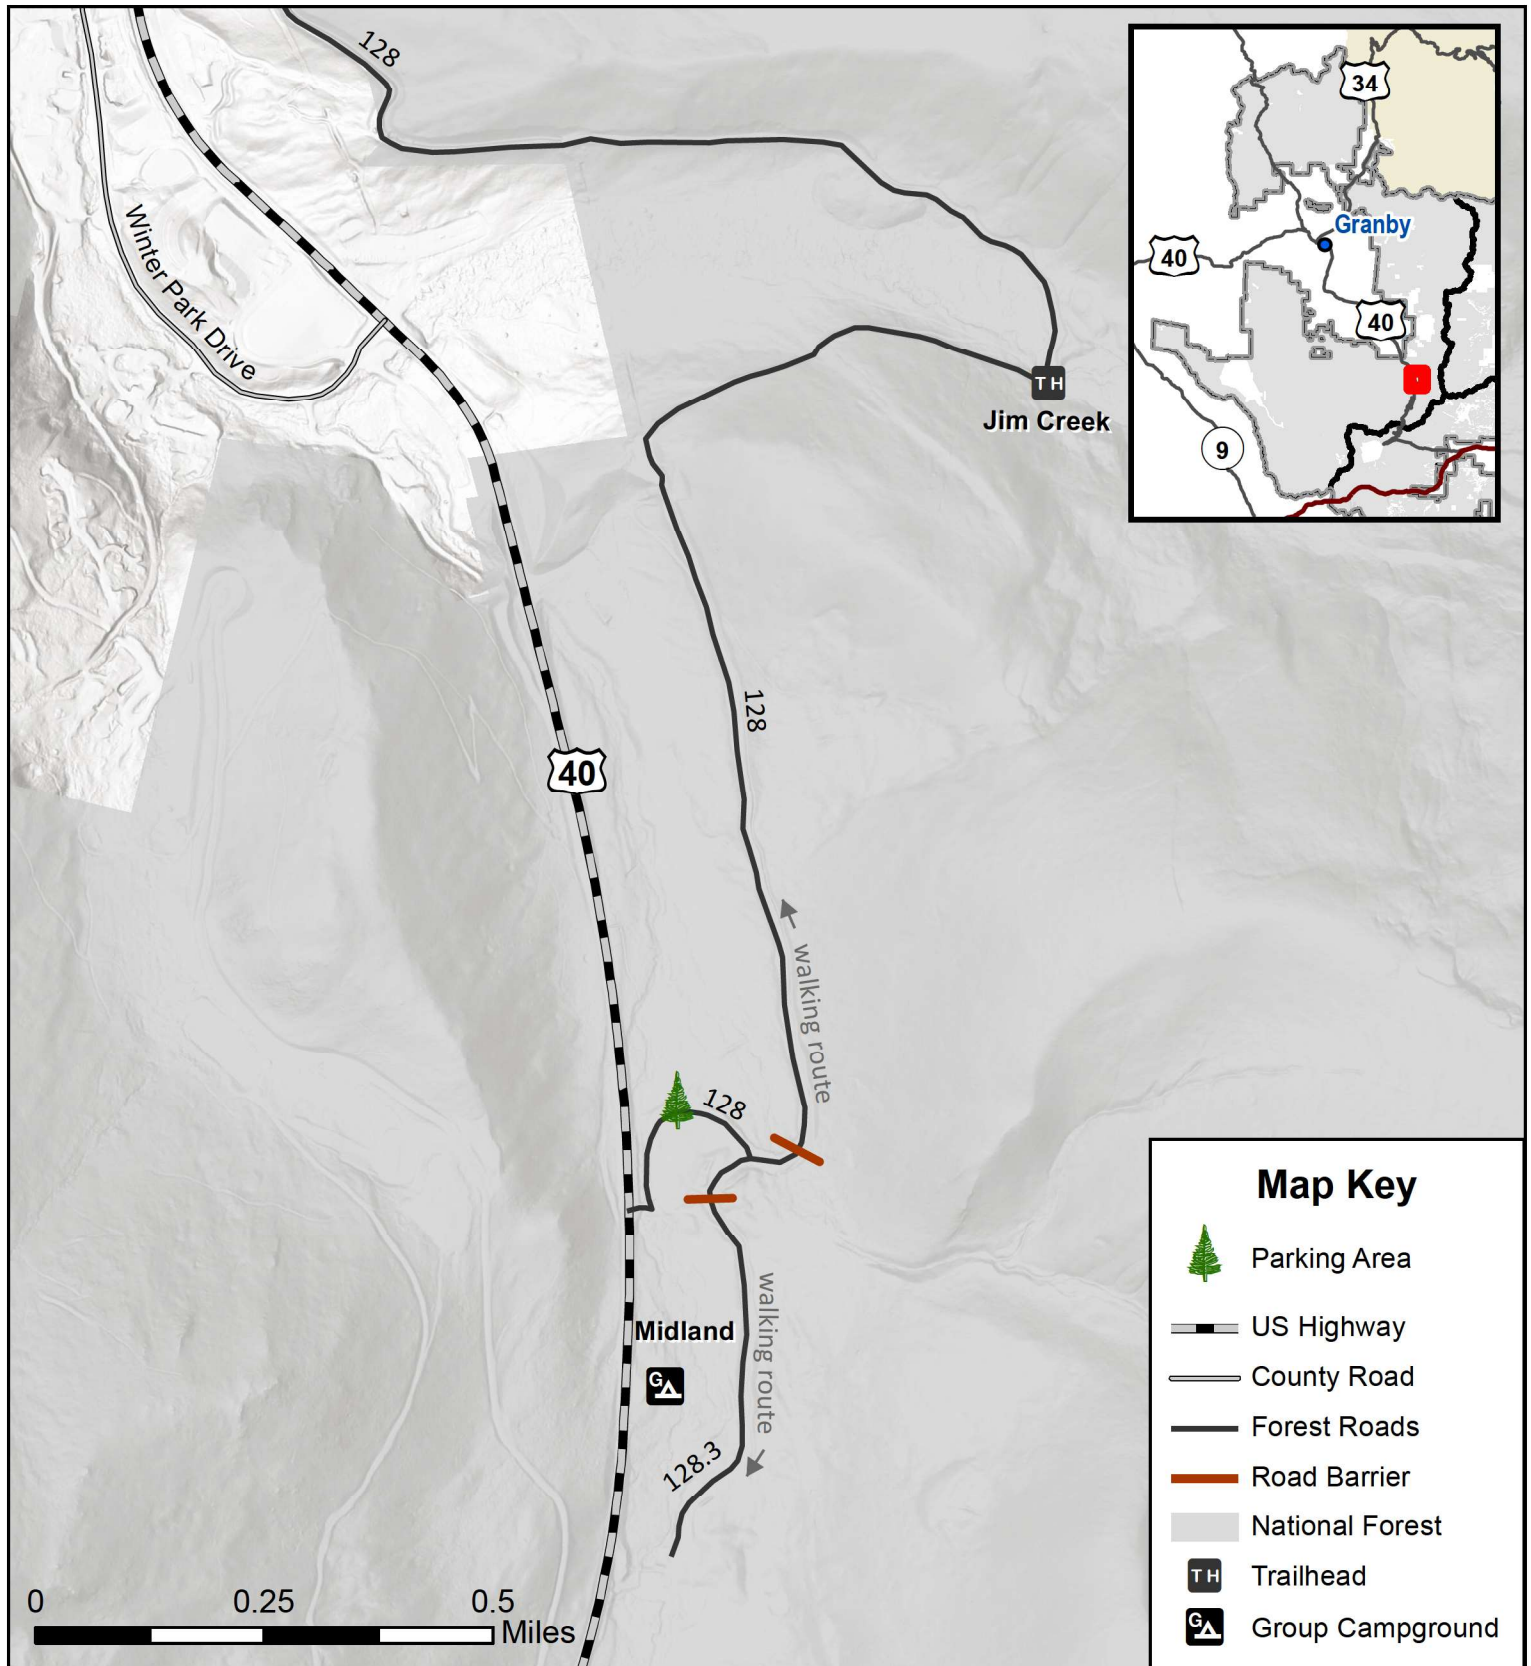 128
34
Granby
40
40
Winter Park Drive
TH
Jim Creek
9
128
40
walking route
128
Midland
G
walking route
128.3
Map Key
Parking Area
US Highway
County Road
Forest Roads
Road Barrier
National Forest
TH Trailhead
G Group Campground
0 0.25 0.5
Miles